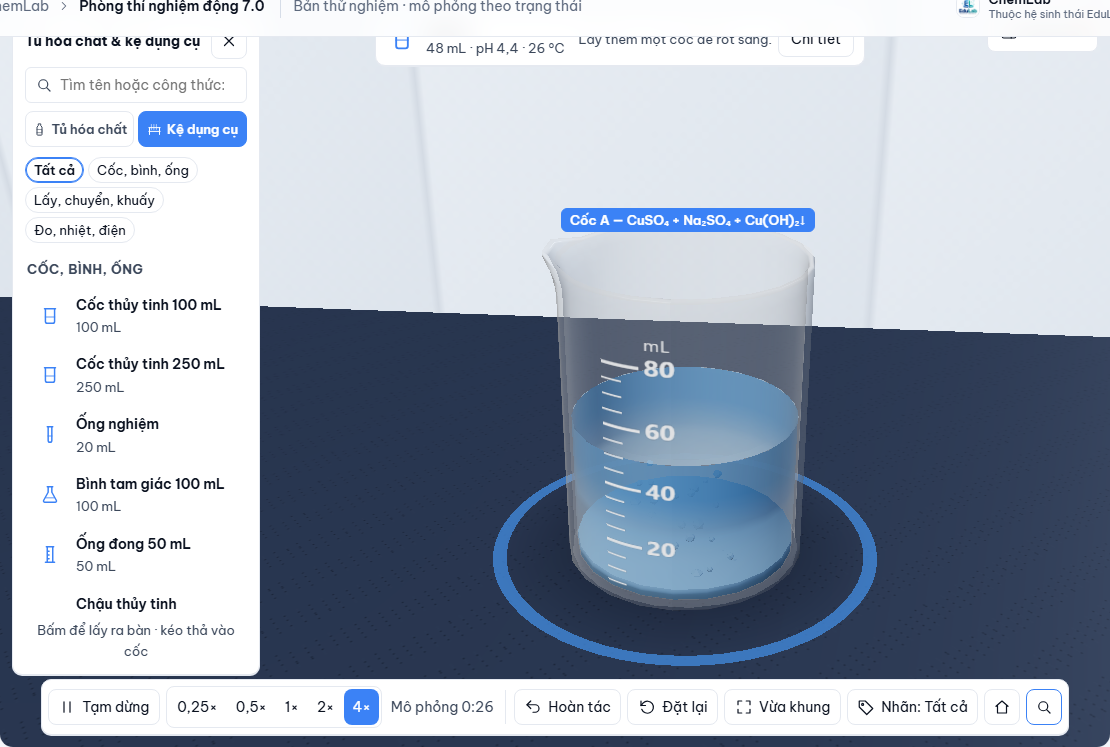 emLab > Phòng thí nghiệm động 7.0 Bản thử nghiệm · mô phỏng theo trạng thái
ChemLab
Thuộc hệ sinh thái EduL
Tủ hóa chất & kệ dụng cụ ×
48 mL · pH 4,4 · 26 °C
Lấy thêm một cốc để rót sang.
Chi tiết
Tìm tên hoặc công thức:
Tủ hóa chất
Kệ dụng cụ
Tất cả
Cốc, bình, ống
Lấy, chuyển, khuấy
Đo, nhiệt, điện
CỐC, BÌNH, ỐNG
Cốc thủy tinh 100 mL
100 mL
Cốc thủy tinh 250 mL
250 mL
Ống nghiệm
20 mL
Bình tam giác 100 mL
100 mL
Ống đong 50 mL
50 mL
Chậu thủy tinh
Bấm để lấy ra bàn · kéo thả vào
cốc
Cốc A — CuSO₄ + Na₂SO₄ + Cu(OH)₂↓
mL
80
60
40
20
Tạm dừng
0,25× 0,5× 1× 2× 4×
Mô phỏng 0:26
Hoàn tác
Đặt lại
Vừa khung
Nhãn: Tất cả